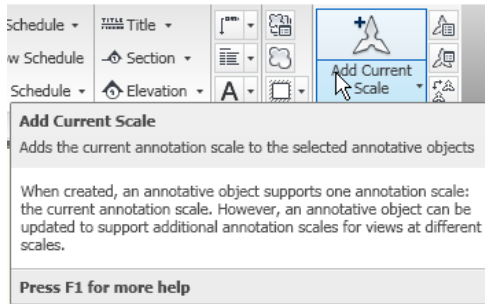 Schedule
TITLE Title
w Schedule
Section
Schedule
Elevation
A
Add Current
Scale
Add Current Scale
Adds the current annotation scale to the selected annotative objects
When created, an annotative object supports one annotation scale:
the current annotation scale. However, an annotative object can be
updated to support additional annotation scales for views at different
scales.
Press F1 for more help